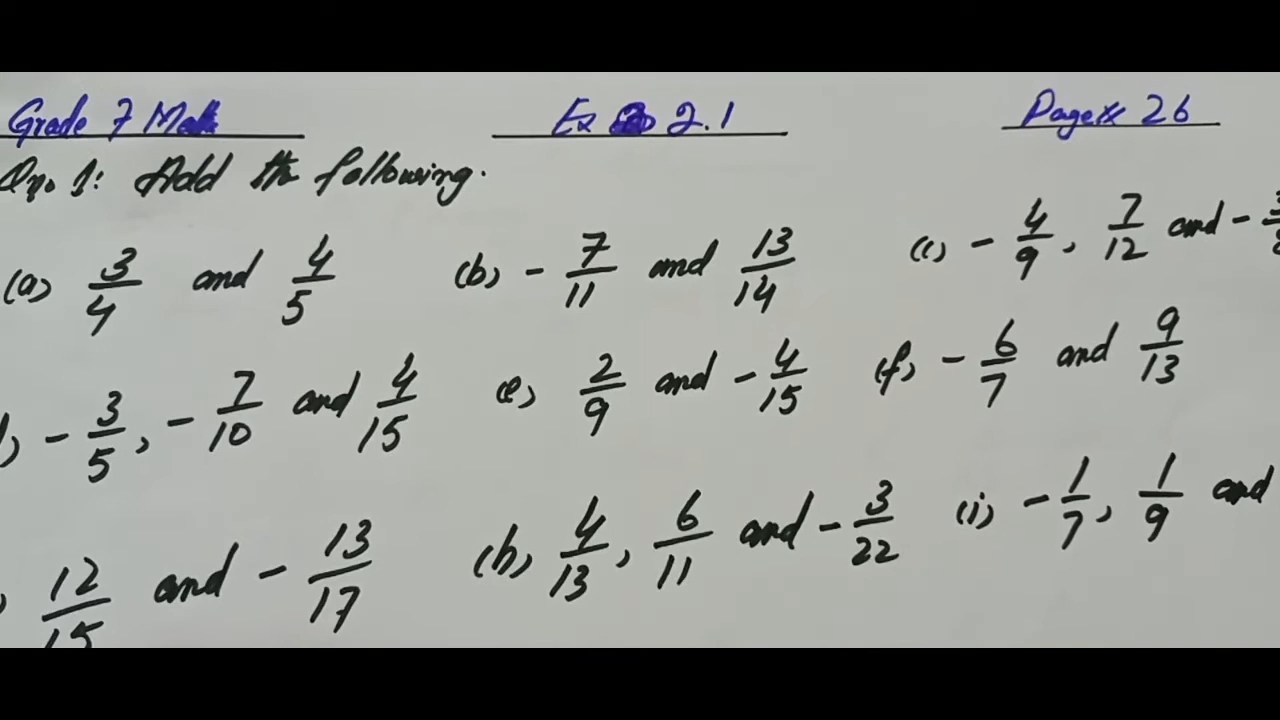 Grade 7 Math Ex 2.1 Page 26
Qno 1: Add the following.
(a) 3/4 and 4/5 (b) - 7/11 and 13/14 (c) - 4/9, 7/12 and -
) - 3/5, - 7/10 and 4/15 (e) 2/9 and - 4/15 (f) - 6/7 and 9/13
12/15 and - 13/17 (h) 4/13, 6/11 and - 3/22 (i) - 1/7, 1/9 and